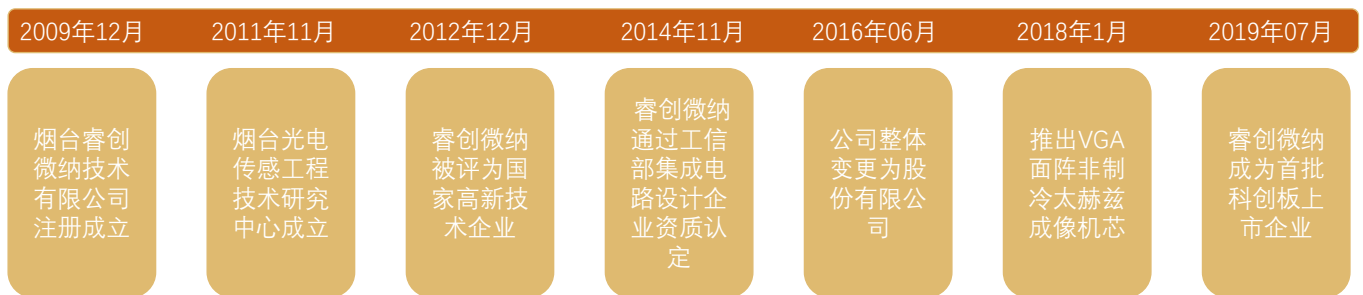 2009年12月
2011年11月
2012年12月
2014年11月
2016年06月
2018年1月
2019年07月
烟台睿创
微纳技术
有限公司
注册成立
烟台光电
传感工程
技术研究
中心成立
睿创微纳
被评为国
家高新技
术企业
睿创微纳
通过工信
部集成电
路设计企
业资质认
定
公司整体
变更为股
份有限公
司
推出VGA
面阵非制
冷太赫兹
成像机芯
睿创微纳
成为首批
科创板上
市企业